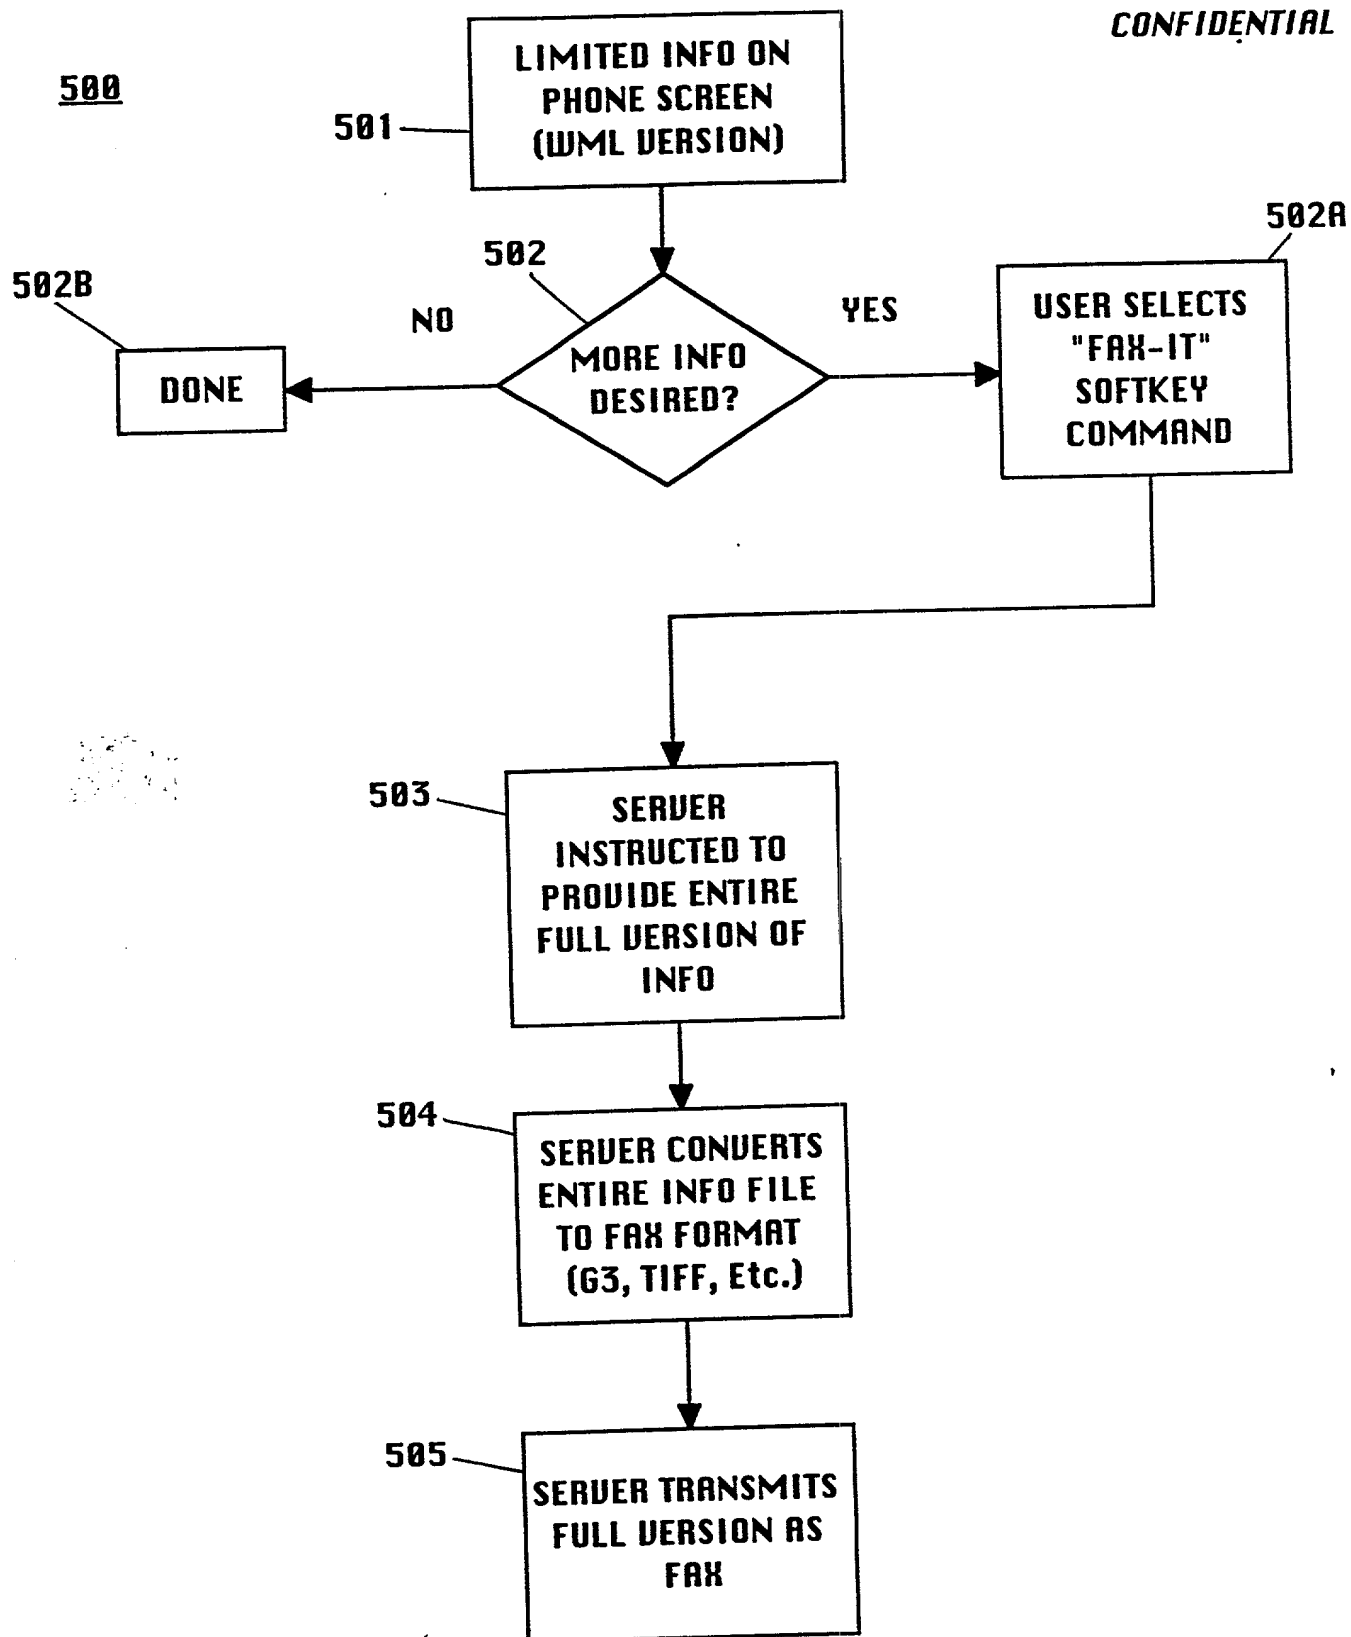 CONFIDENTIAL
500
501
LIMITED INFO ON
PHONE SCREEN
(WML VERSION)
502
502A
502B
NO
YES
MORE INFO
DESIRED?
DONE
USER SELECTS
"FAX-IT"
SOFTKEY
COMMAND
503
SERVER
INSTRUCTED TO
PROVIDE ENTIRE
FULL VERSION OF
INFO
504
SERVER CONVERTS
ENTIRE INFO FILE
TO FAX FORMAT
(G3, TIFF, Etc.)
505
SERVER TRANSMITS
FULL VERSION AS
FAX